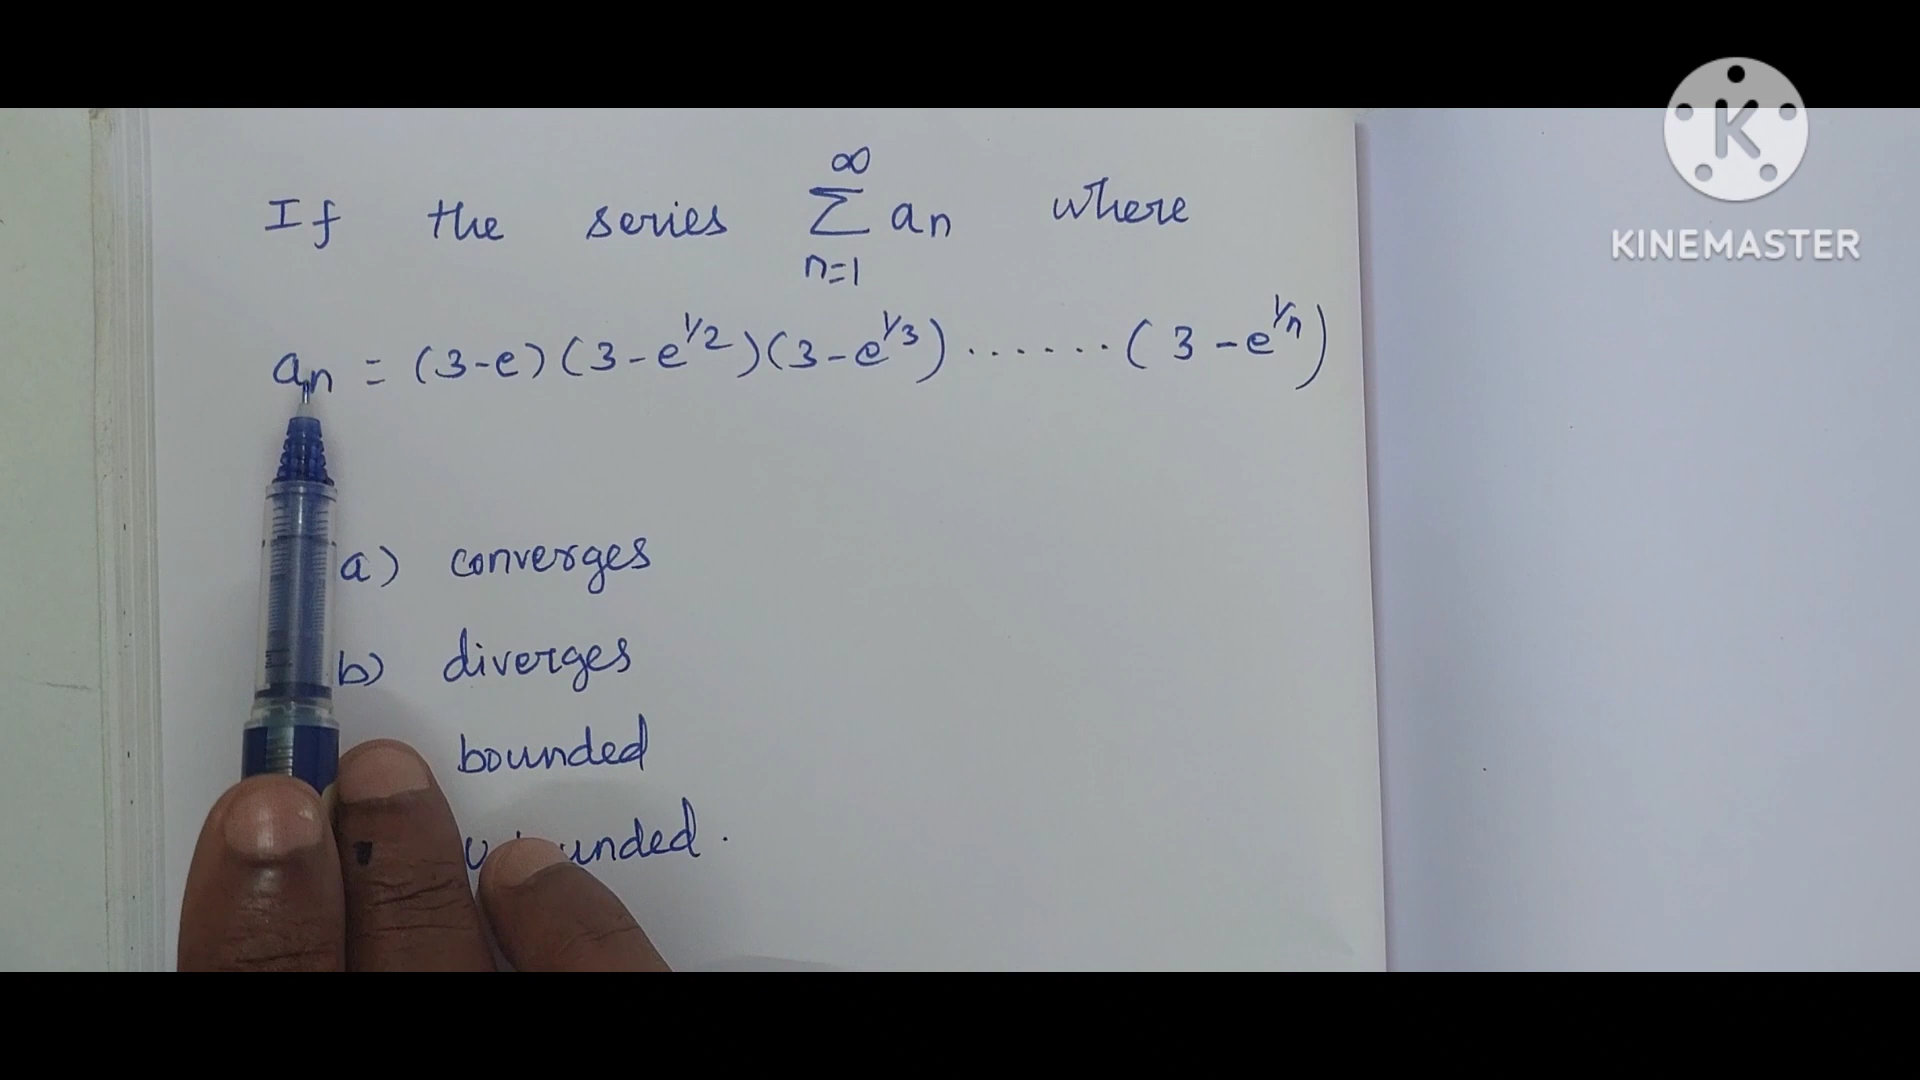 If the series ∞∑n=1 an where
an = (3-e)(3-e^1/2)(3-e^1/3)......(3-e^1/n)
a) converges
b) diverges
bounded
K
KINEMASTER